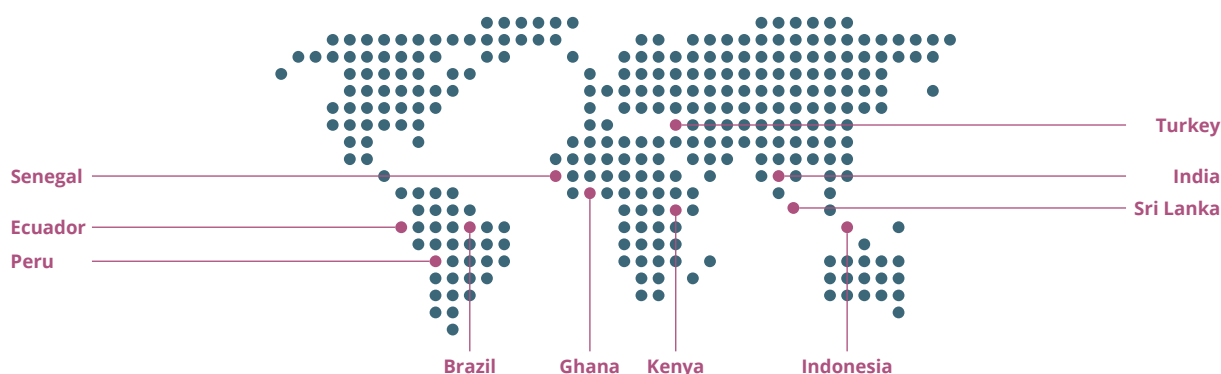 Turkey
Senegal
India
Sri Lanka
Ecuador
Peru
Brazil
Ghana
Kenya
Indonesia